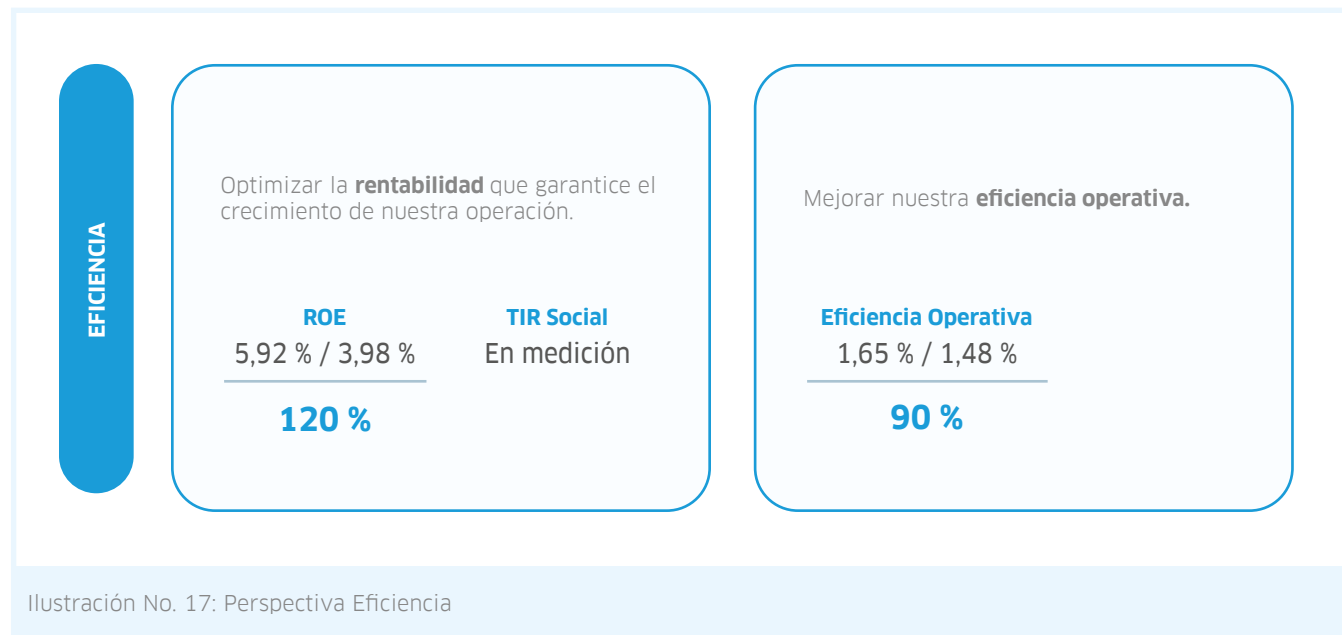 EFICIENCIA
Optimizar la rentabilidad que garantice el
crecimiento de nuestra operación.
ROE
5,92 % / 3,98 %
120 %
TIR Social
En medición
Mejorar nuestra eficiencia operativa.
Eficiencia Operativa
1,65 % / 1,48 %
90 %
Ilustración No. 17: Perspectiva Eficiencia